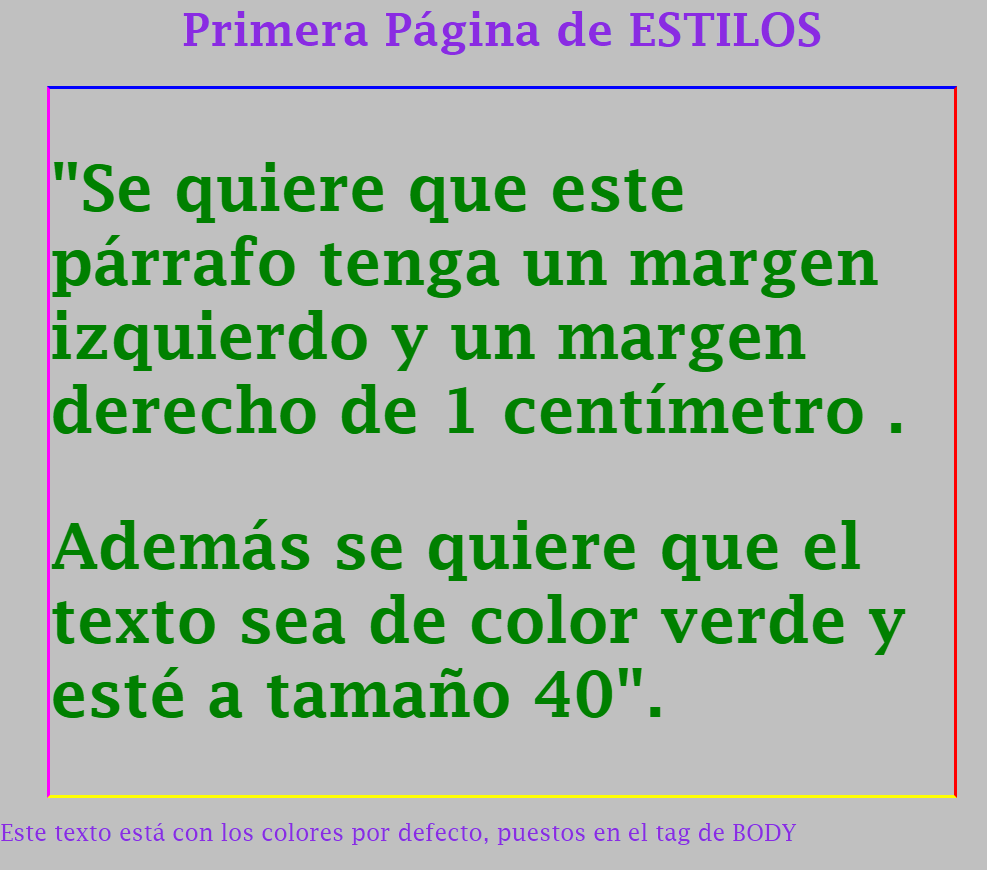 Primera Página de ESTILOS
"Se quiere que este
párrafo tenga un margen
izquierdo y un margen
derecho de 1 centímetro .
Además se quiere que el
texto sea de color verde y
esté a tamaño 40".
Este texto está con los colores por defecto, puestos en el tag de BODY